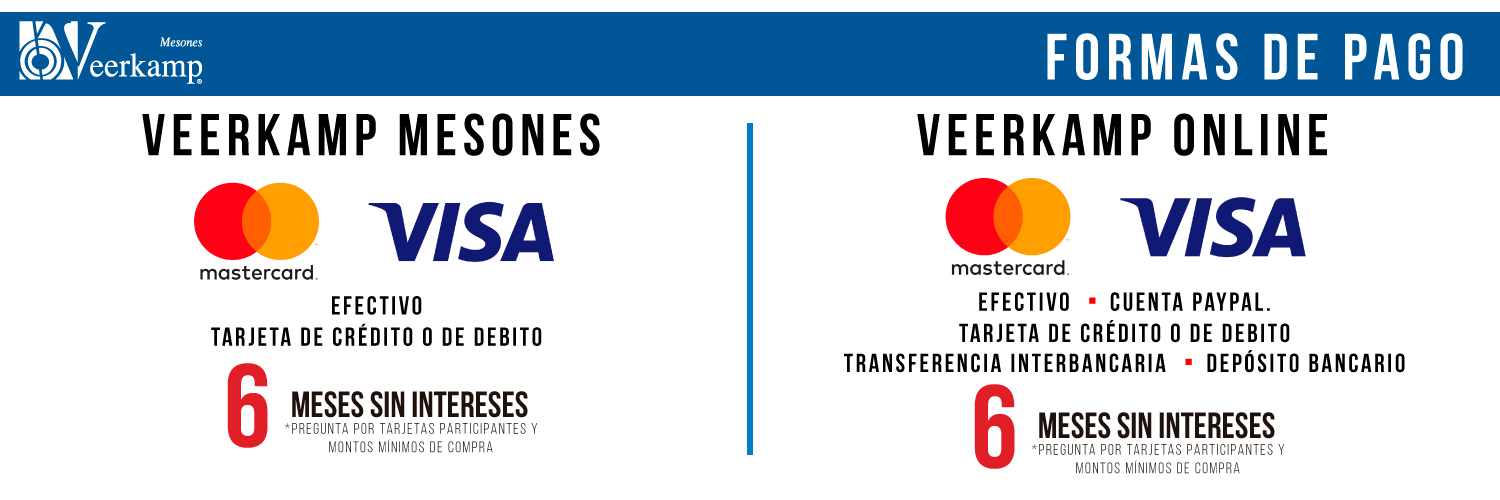 Mesones
Veerkamp®
FORMAS DE PAGO
VEERKAMP MESONES
mastercard.
VISA
EFECTIVO
TARJETA DE CRÉDITO O DE DEBITO
6 MESES SIN INTERESES
*PREGUNTA POR TARJETAS PARTICIPANTES Y
MONTOS MÍNIMOS DE COMPRA
VEERKAMP ONLINE
mastercard.
VISA
EFECTIVO ▪ CUENTA PAYPAL.
TARJETA DE CRÉDITO O DE DEBITO
TRANSFERENCIA INTERBANCARIA ▪ DEPÓSITO BANCARIO
6 MESES SIN INTERESES
*PREGUNTA POR TARJETAS PARTICIPANTES Y
MONTOS MÍNIMOS DE COMPRA